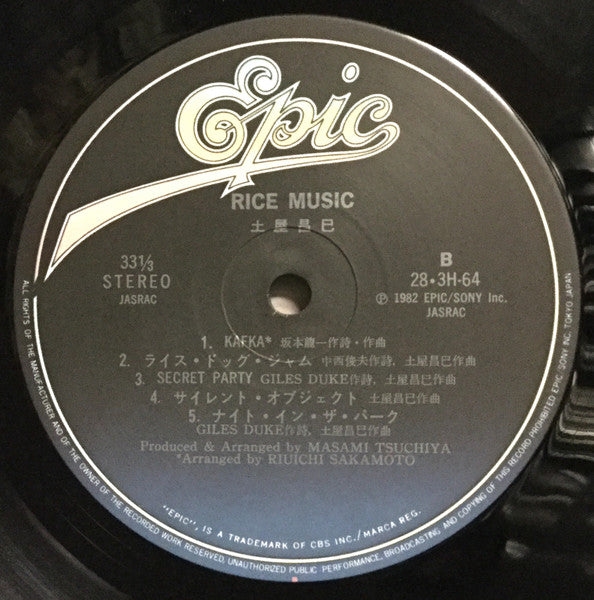 Epic
RICE MUSIC
土屋昌巳
33⅓
STEREO
JASRAC
B
28・3H-64
℗ 1982 EPIC/SONY Inc.
JASRAC
1. KAFKA* 坂本龍一作詩・作曲
2. ライス・ドッグ・ジャム 中西俊夫作詩, 土屋昌巳作曲
3. SECRET PARTY GILES DUKE作詩, 土屋昌巳作曲
4. サイレント・オブジェクト 土屋昌巳作曲
5. ナイト・イン・ザ・パーク
GILES DUKE作詩, 土屋昌巳作曲
Produced & Arranged by MASAMI TSUCHIYA
*Arranged by RIUICHI SAKAMOTO
"EPIC", IS A TRADEMARK OF CBS INC./MARCA REG.
ALL RIGHTS OF THE MANUFACTURER AND OF THE OWNER OF THE RECORDED WORK RESERVED, UNAUTHORIZED PUBLIC PERFORMANCE, BROADCASTING AND COPYING OF THIS RECORD PROHIBITED EPIC SONY INC. TOKYO JAPAN